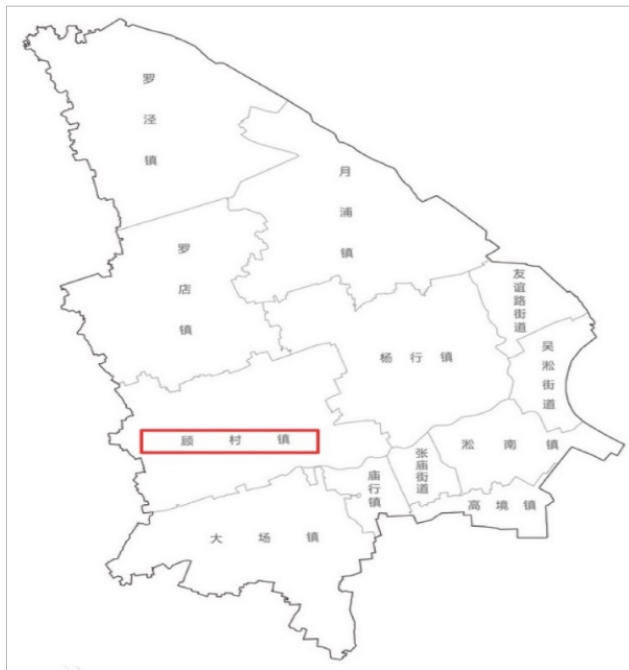 罗泾镇
月浦镇
罗店镇
友谊路街道
吴淞街道
杨行镇
顾村镇
淞南镇
张庙街道
庙行镇
高境镇
大场镇